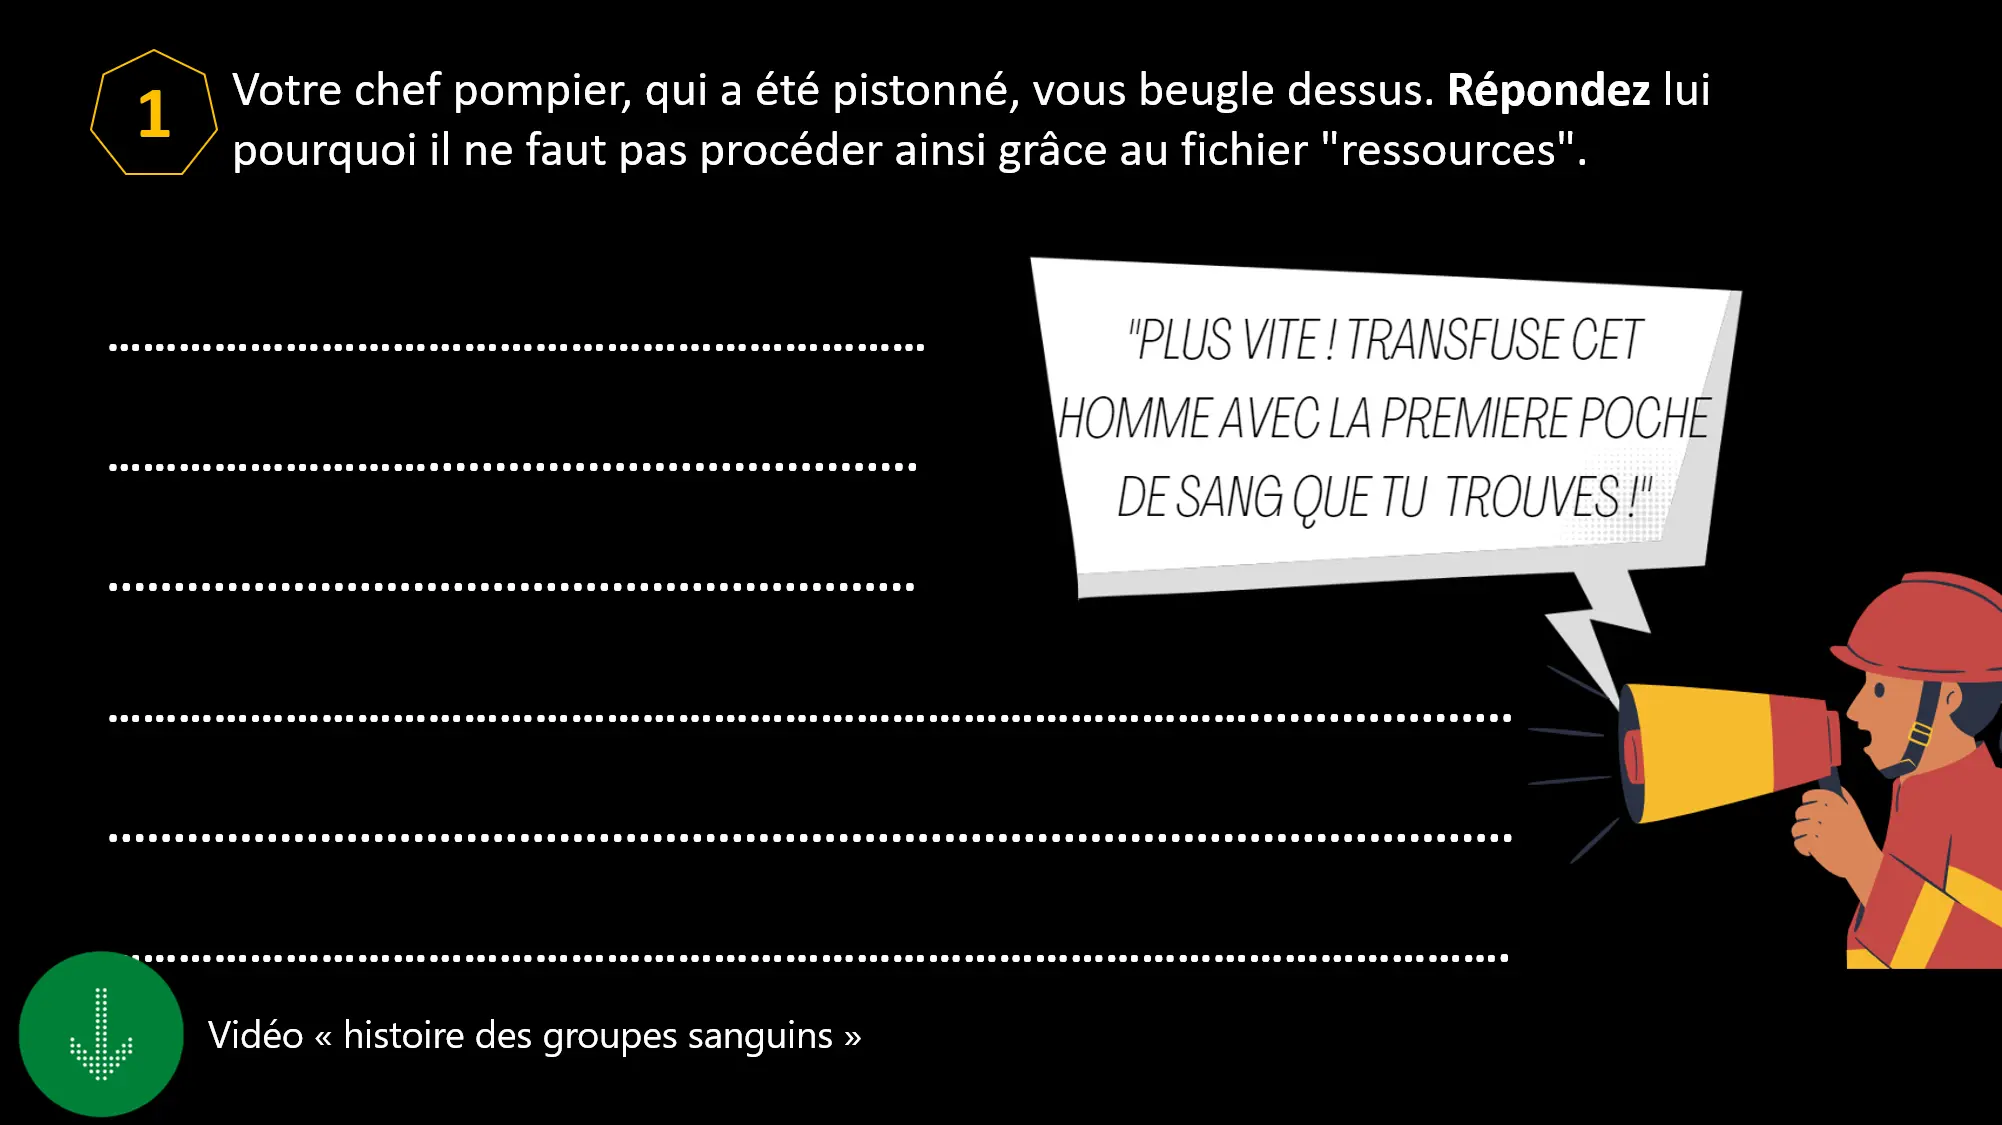 1
Votre chef pompier, qui a été pistonné, vous beugle dessus. Répondez lui
pourquoi il ne faut pas procéder ainsi grâce au fichier "ressources".
"PLUS VITE ! TRANSFUSE CET
HOMME AVEC LA PREMIERE POCHE
DE SANG QUE TU TROUVES !"
Vidéo « histoire des groupes sanguins »